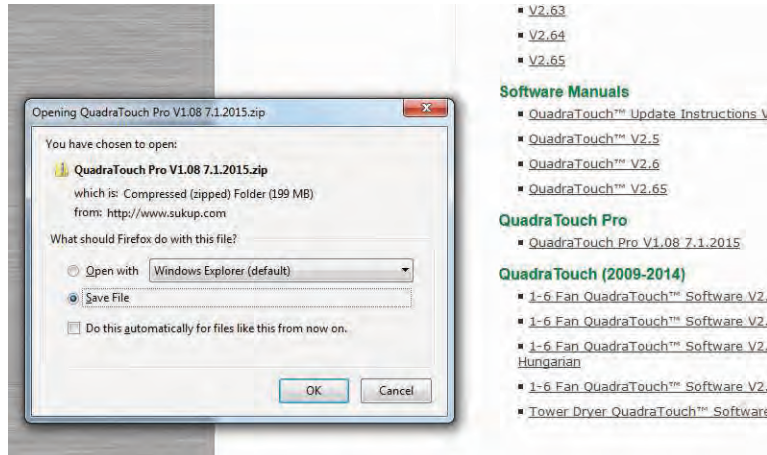 Opening QuadraTouch Pro V1.08 7.1.2015.zip
You have chosen to open:
QuadraTouch Pro V1.08 7.1.2015.zip
which is: Compressed (zipped) Folder (199 MB)
from: http://www.sukup.com
What should Firefox do with this file?
Open with Windows Explorer (default)
Save File
Do this automatically for files like this from now on.
OK Cancel
V2.63
V2.64
V2.65
Software Manuals
QuadraTouch™ Update Instructions V
QuadraTouch™ V2.5
QuadraTouch™ V2.6
QuadraTouch™ V2.65
QuadraTouch Pro
QuadraTouch Pro V1.08 7.1.2015
QuadraTouch (2009-2014)
1-6 Fan QuadraTouch™ Software V2.
1-6 Fan QuadraTouch™ Software V2.
1-6 Fan QuadraTouch™ Software V2.
Hungarian
1-6 Fan QuadraTouch™ Software V2.
Tower Dryer QuadraTouch™ Software